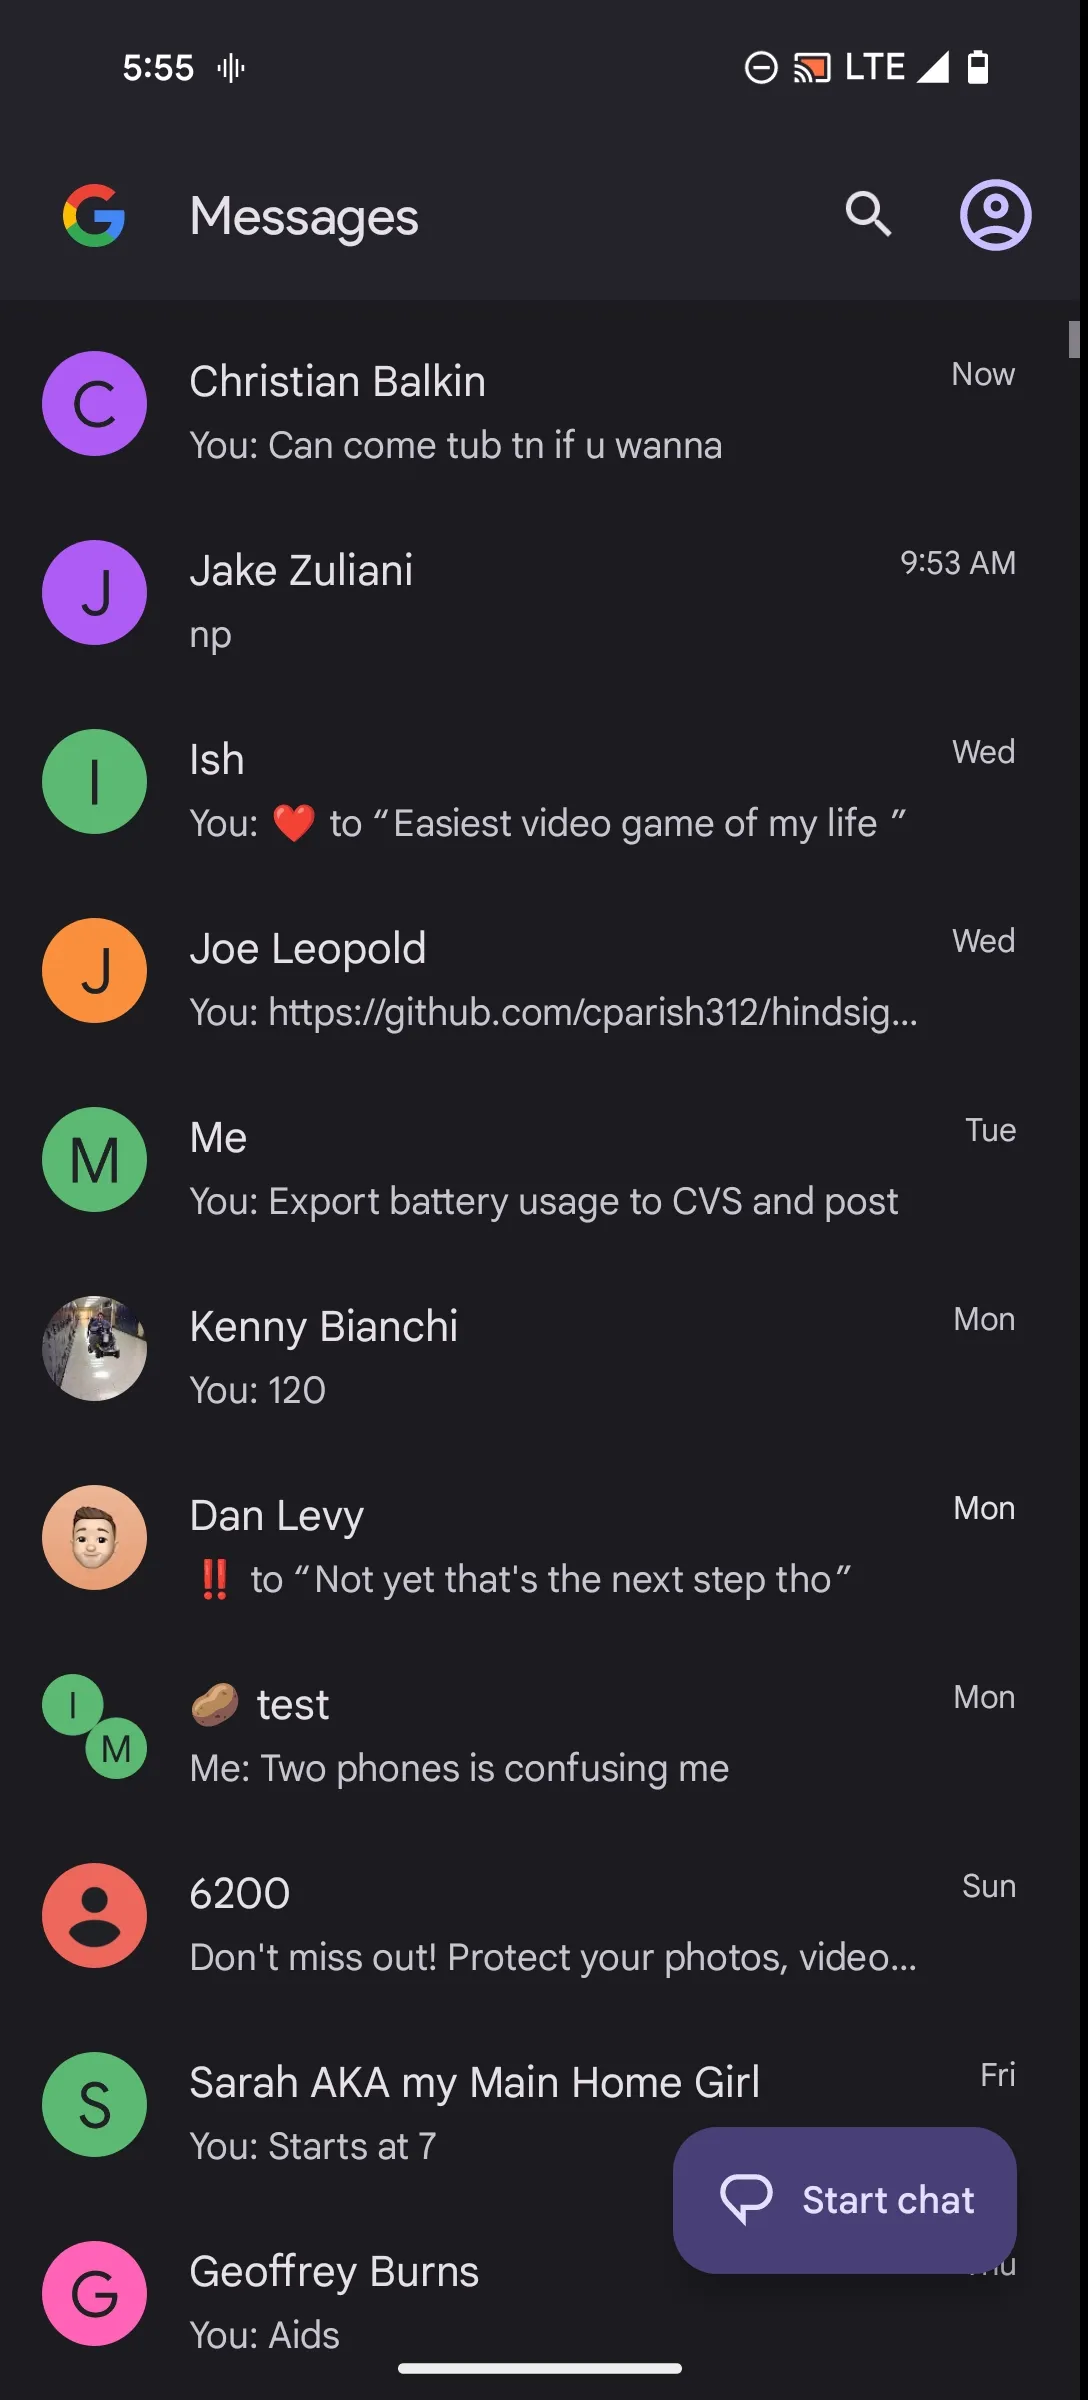 5:55 LTE
Messages
C
Christian Balkin Now
You: Can come tub tn if u wanna
J
Jake Zuliani 9:53 AM
np
I
Ish Wed
You: ❤️ to “Easiest video game of my life ”
J
Joe Leopold Wed
You: https://github.com/cparish312/hindsig...
M
Me Tue
You: Export battery usage to CVS and post
Kenny Bianchi Mon
You: 120
Dan Levy Mon
‼️ to “Not yet that's the next step tho”
I
M
🥔 test Mon
Me: Two phones is confusing me
6200 Sun
Don't miss out! Protect your photos, video...
S
Sarah AKA my Main Home Girl Fri
You: Starts at 7
Start chat
G
Geoffrey Burns
You: Aids